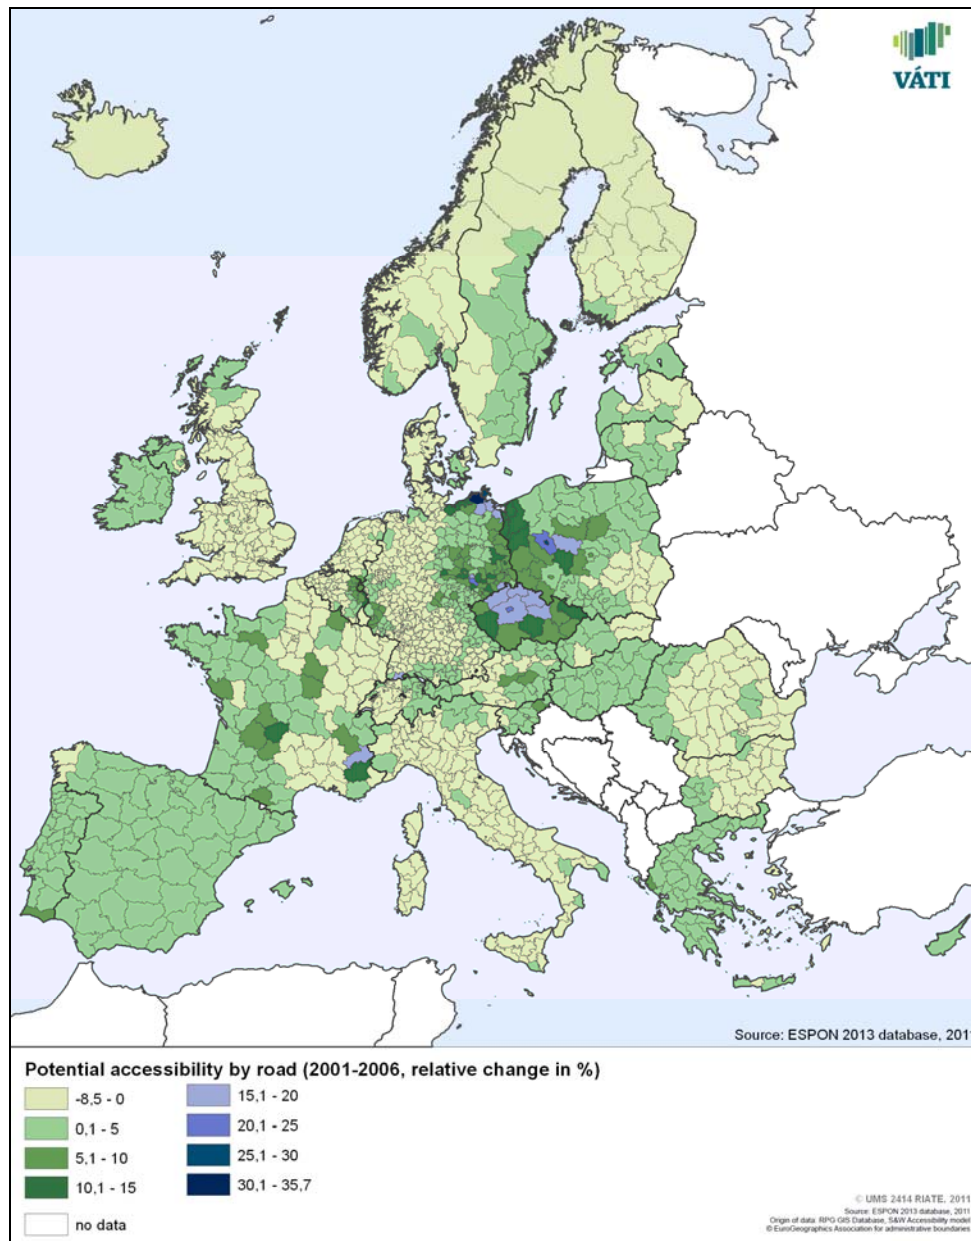 VÁTI
Source: ESPON 2013 database, 2011
Potential accessibility by road (2001-2006, relative change in %)
-8,5 - 0
0,1 - 5
5,1 - 10
10,1 - 15
no data
15,1 - 20
20,1 - 25
25,1 - 30
30,1 - 35,7
© UMS 2414 RIATE. 2011
Source: ESPON 2013 database, 2011
Origin of data: RPG GIS Database, S&W Accessibility model
© EuroGeographics Association for administrative boundaries